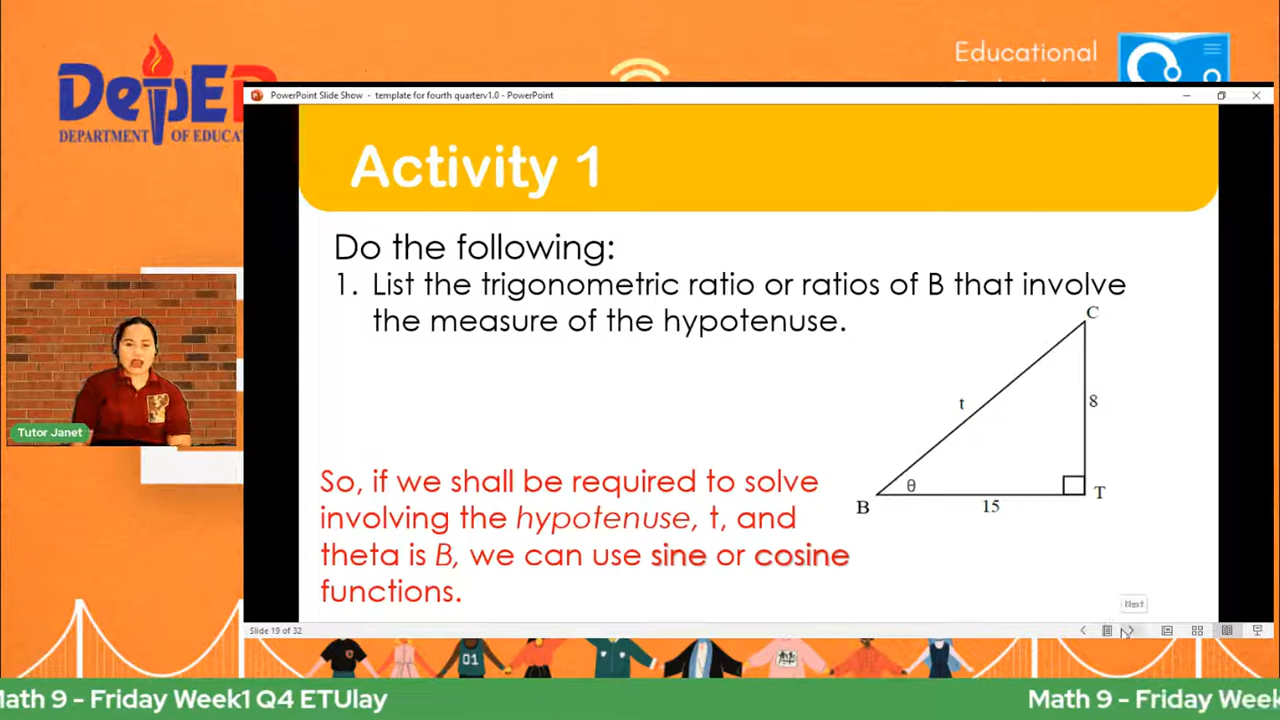 DepED
DEPARTMENT OF EDUCA
Educational
PowerPoint Slide Show - template for fourth quarterv1.0 - PowerPoint
Activity 1
Do the following:
1. List the trigonometric ratio or ratios of B that involve
the measure of the hypotenuse.
C
t
8
θ
B
15
T
So, if we shall be required to solve
involving the hypotenuse, t, and
theta is B, we can use sine or cosine
functions.
Tutor Janet
Next
Slide 19 of 32
01
Math 9 - Friday Week1 Q4 ETUlay
Math 9 - Friday Week